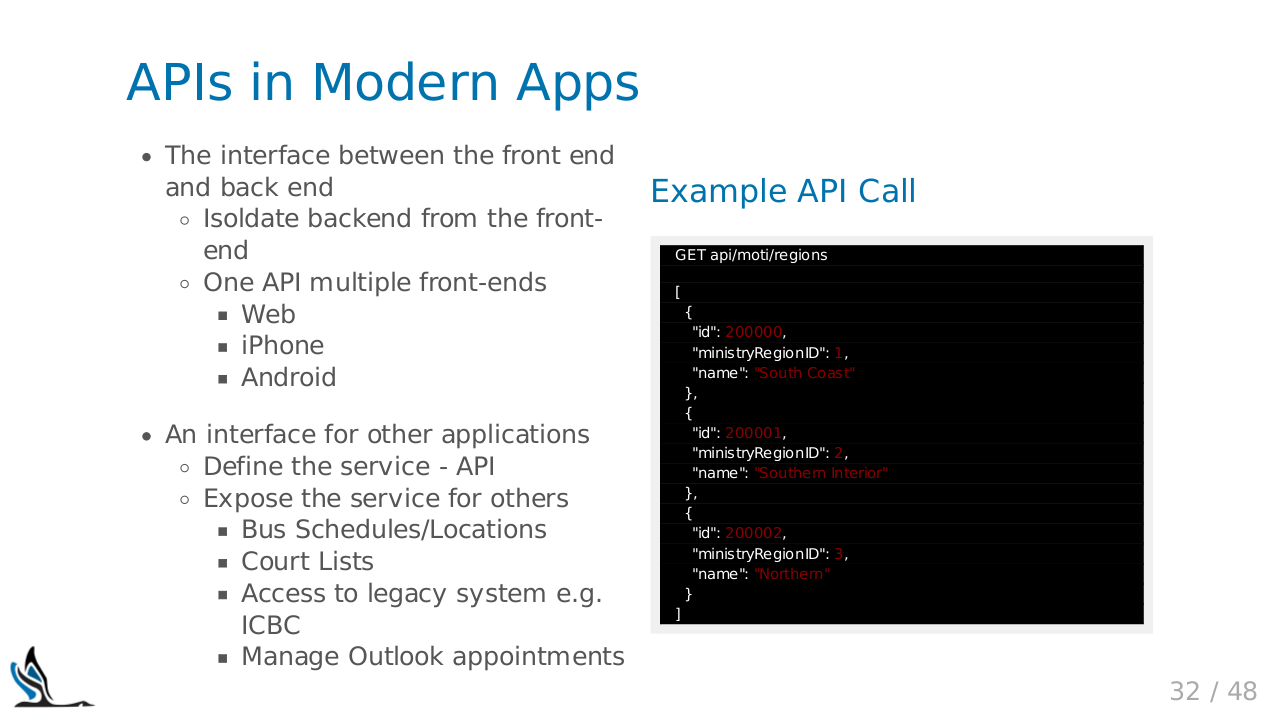 APIs in Modern Apps
• The interface between the front end
and back end
○ Isoldate backend from the front-
end
○ One API multiple front-ends
■ Web
■ iPhone
■ Android
• An interface for other applications
○ Define the service - API
○ Expose the service for others
■ Bus Schedules/Locations
■ Court Lists
■ Access to legacy system e.g.
ICBC
■ Manage Outlook appointments
Example API Call
GET api/moti/regions
[
{
"id": 200000,
"ministryRegionID": 1,
"name": "South Coast"
},
{
"id": 200001,
"ministryRegionID": 2,
"name": "Southern Interior"
},
{
"id": 200002,
"ministryRegionID": 3,
"name": "Northern"
}
]
32 / 48